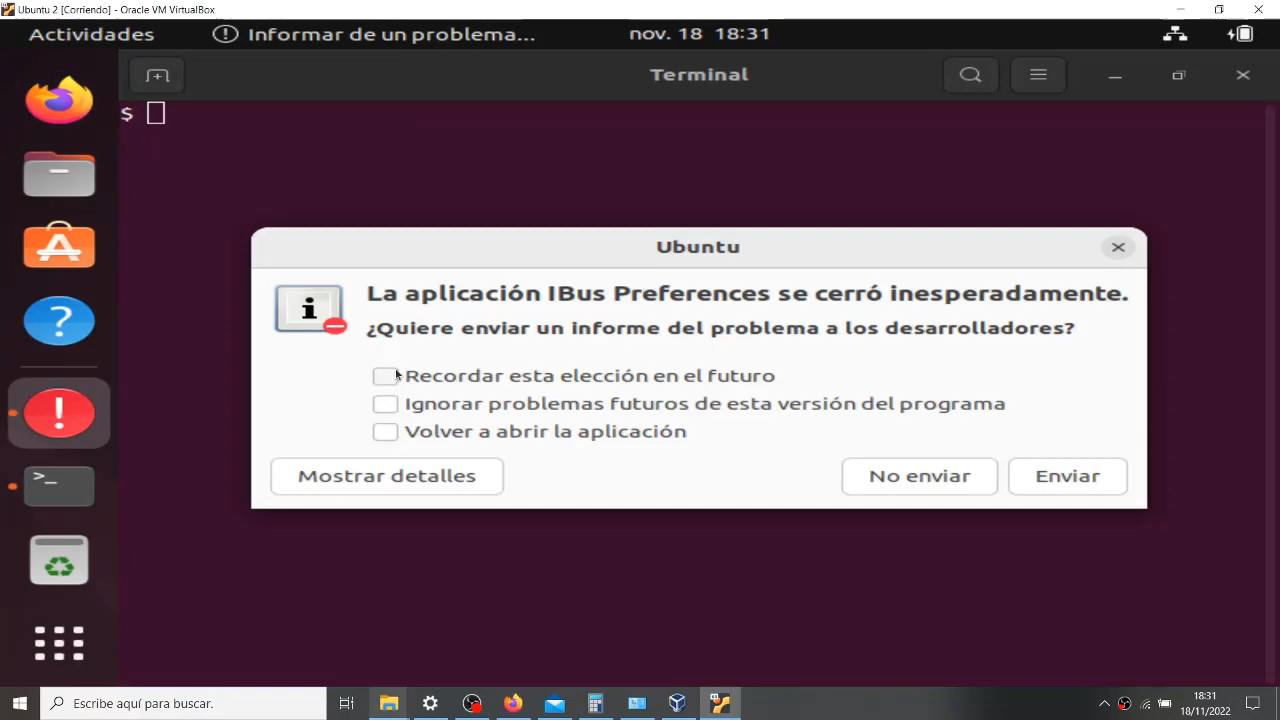 Ubuntu 2 [Corriendo] - Oracle VM VirtualBox
Actividades
Informar de un problema...
nov. 18 18:31
Terminal
$
Ubuntu
La aplicación IBus Preferences se cerró inesperadamente.
¿Quiere enviar un informe del problema a los desarrolladores?
Recordar esta elección en el futuro
Ignorar problemas futuros de esta versión del programa
Volver a abrir la aplicación
Mostrar detalles
No enviar
Enviar
>_
Escribe aquí para buscar.
18:31
18/11/2022